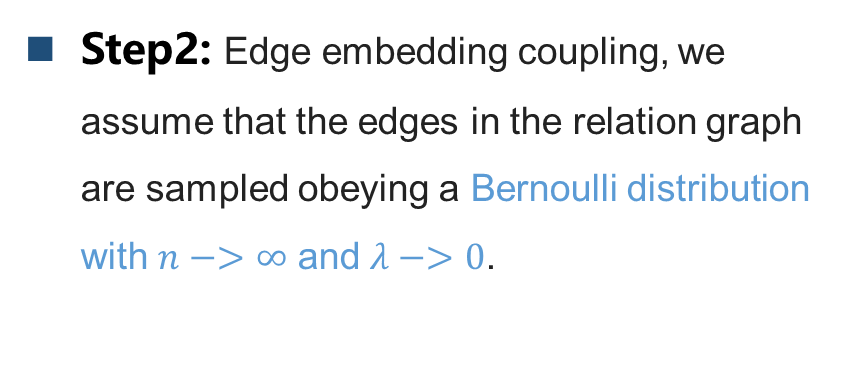 Step2: Edge embedding coupling, we
assume that the edges in the relation graph
are sampled obeying a Bernoulli distribution
with n −> ∞ and λ −> 0.